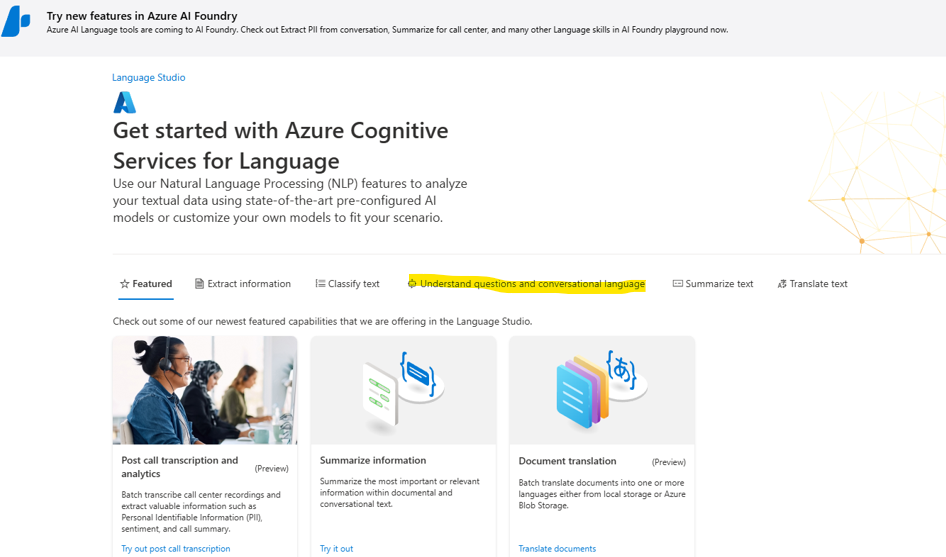 Try new features in Azure AI Foundry
Azure AI Language tools are coming to AI Foundry. Check out Extract PII from conversation, Summarize for call center, and many other Language skills in AI Foundry playground now.
Language Studio
Get started with Azure Cognitive
Services for Language
Use our Natural Language Processing (NLP) features to analyze
your textual data using state-of-the-art pre-configured AI
models or customize your own models to fit your scenario.
Featured
Extract information
Classify text
Understand questions and conversational language
Summarize text
Translate text
Check out some of our newest featured capabilities that we are offering in the Language Studio.
Post call transcription and
analytics
(Preview)
Batch transcribe call center recordings and
extract valuable information such as
Personal Identifiable Information (PII),
sentiment, and call summary.
Try out post call transcription
Summarize information
Summarize the most important or relevant
information within documental and
conversational text.
Try it out
Document translation
(Preview)
Batch translate documents into one or more
languages either from local storage or Azure
Blob Storage.
Translate documents